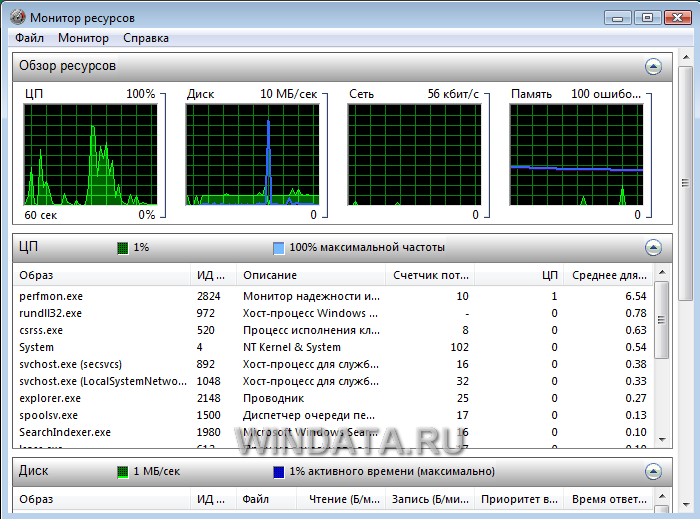 Монитор ресурсов
Файл Монитор Справка
Обзор ресурсов
ЦП 100% Диск 10 МБ/сек Сеть 56 кбит/с Память 100 ошибо...
60 сек 0% 0 0 0
ЦП 1% 100% максимальной частоты
Образ ИД ... Описание Счетчик пот... ЦП Среднее для...
perfmon.exe 2824 Монитор надежности и... 10 1 6.54
rundll32.exe 972 Хост-процесс Windows ... - 0 0.78
csrss.exe 520 Процесс исполнения кл... 8 0 0.63
System 4 NT Kernel & System 102 0 0.54
svchost.exe (secsvcs) 892 Хост-процесс для служб... 16 0 0.38
svchost.exe (LocalSystemNetwo... 1048 Хост-процесс для служб... 32 0 0.33
explorer.exe 2148 Проводник 25 0 0.27
spoolsv.exe 1500 Диспетчер очереди пе... 17 0 0.13
SearchIndexer.exe 1980 Microsoft Windows Sear... 16 0 0.10
WINDATA.RU
Диск 1 МБ/сек 1% активного времени (максимально)
Образ ИД ... Файл Чтение (Б/м... Запись (Б/ми... Приоритет в... Время ответ...